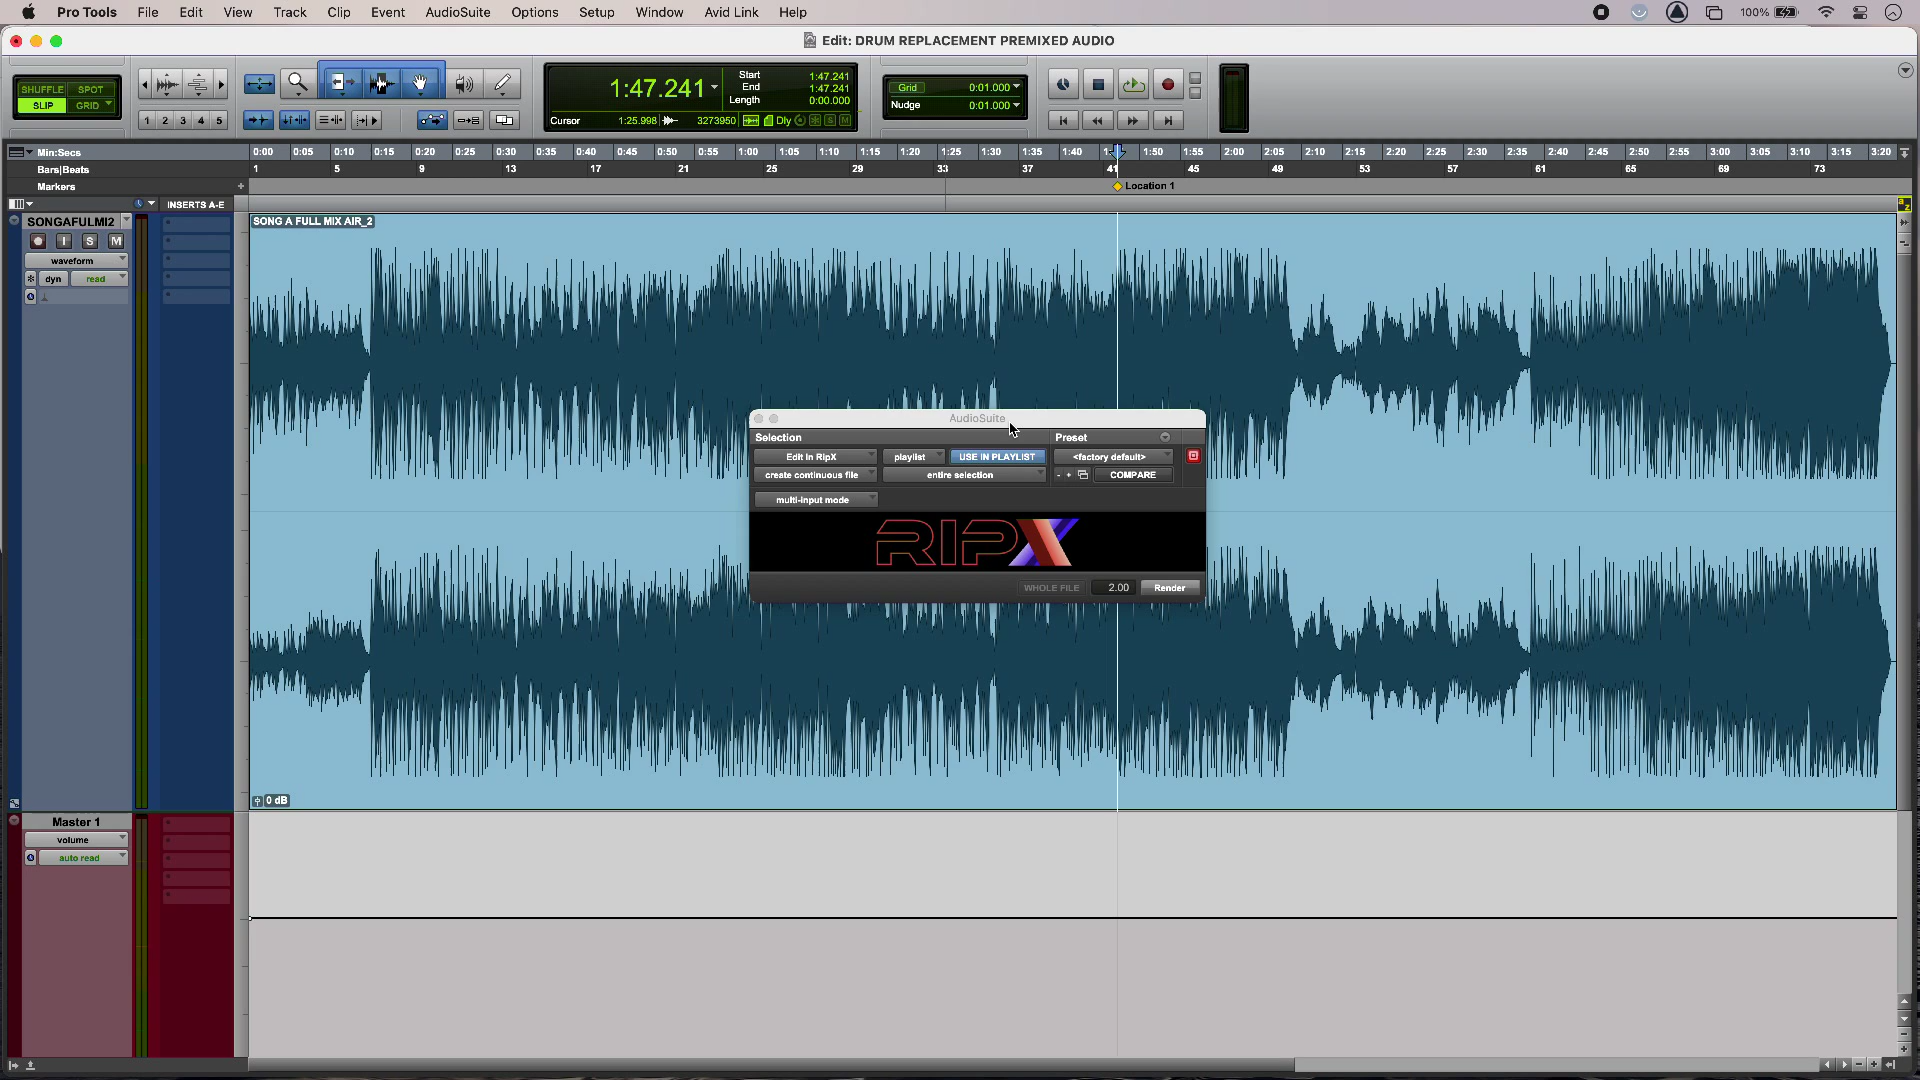 Pro Tools File Edit View Track Clip Event AudioSuite Options Setup Window Avid Link Help 100%
Edit: DRUM REPLACEMENT PREMIXED AUDIO
SHUFFLE SPOT
SLIP GRID
1 2 3 4 5
1:47.241
Start 1:47.241
End 1:47.241
Length 0:00.000
Cursor 1:25.998 3273950 Dly S M
Grid 0:01.000
Nudge 0:01.000
Min:Secs 0:00 0:05 0:10 0:15 0:20 0:25 0:30 0:35 0:40 0:45 0:50 0:55 1:00 1:05 1:10 1:15 1:20 1:25 1:30 1:35 1:40 1:50 1:55 2:00 2:05 2:10 2:15 2:20 2:25 2:30 2:35 2:40 2:45 2:50 2:55 3:00 3:05 3:10 3:15 3:20
Bars|Beats 1 5 9 13 17 21 25 29 33 37 41 45 49 53 57 61 65 69 73
Markers + Location 1
INSERTS A-E
a z
SONGAFULMI2
I S M
waveform
dyn read
SONG A FULL MIX AIR_2
0 dB
AudioSuite
Selection Preset
Edit In RipX playlist USE IN PLAYLIST <factory default>
create continuous file entire selection - + COMPARE
multi-input mode
RIPX
WHOLE FILE 2.00 Render
Master 1
volume
auto read